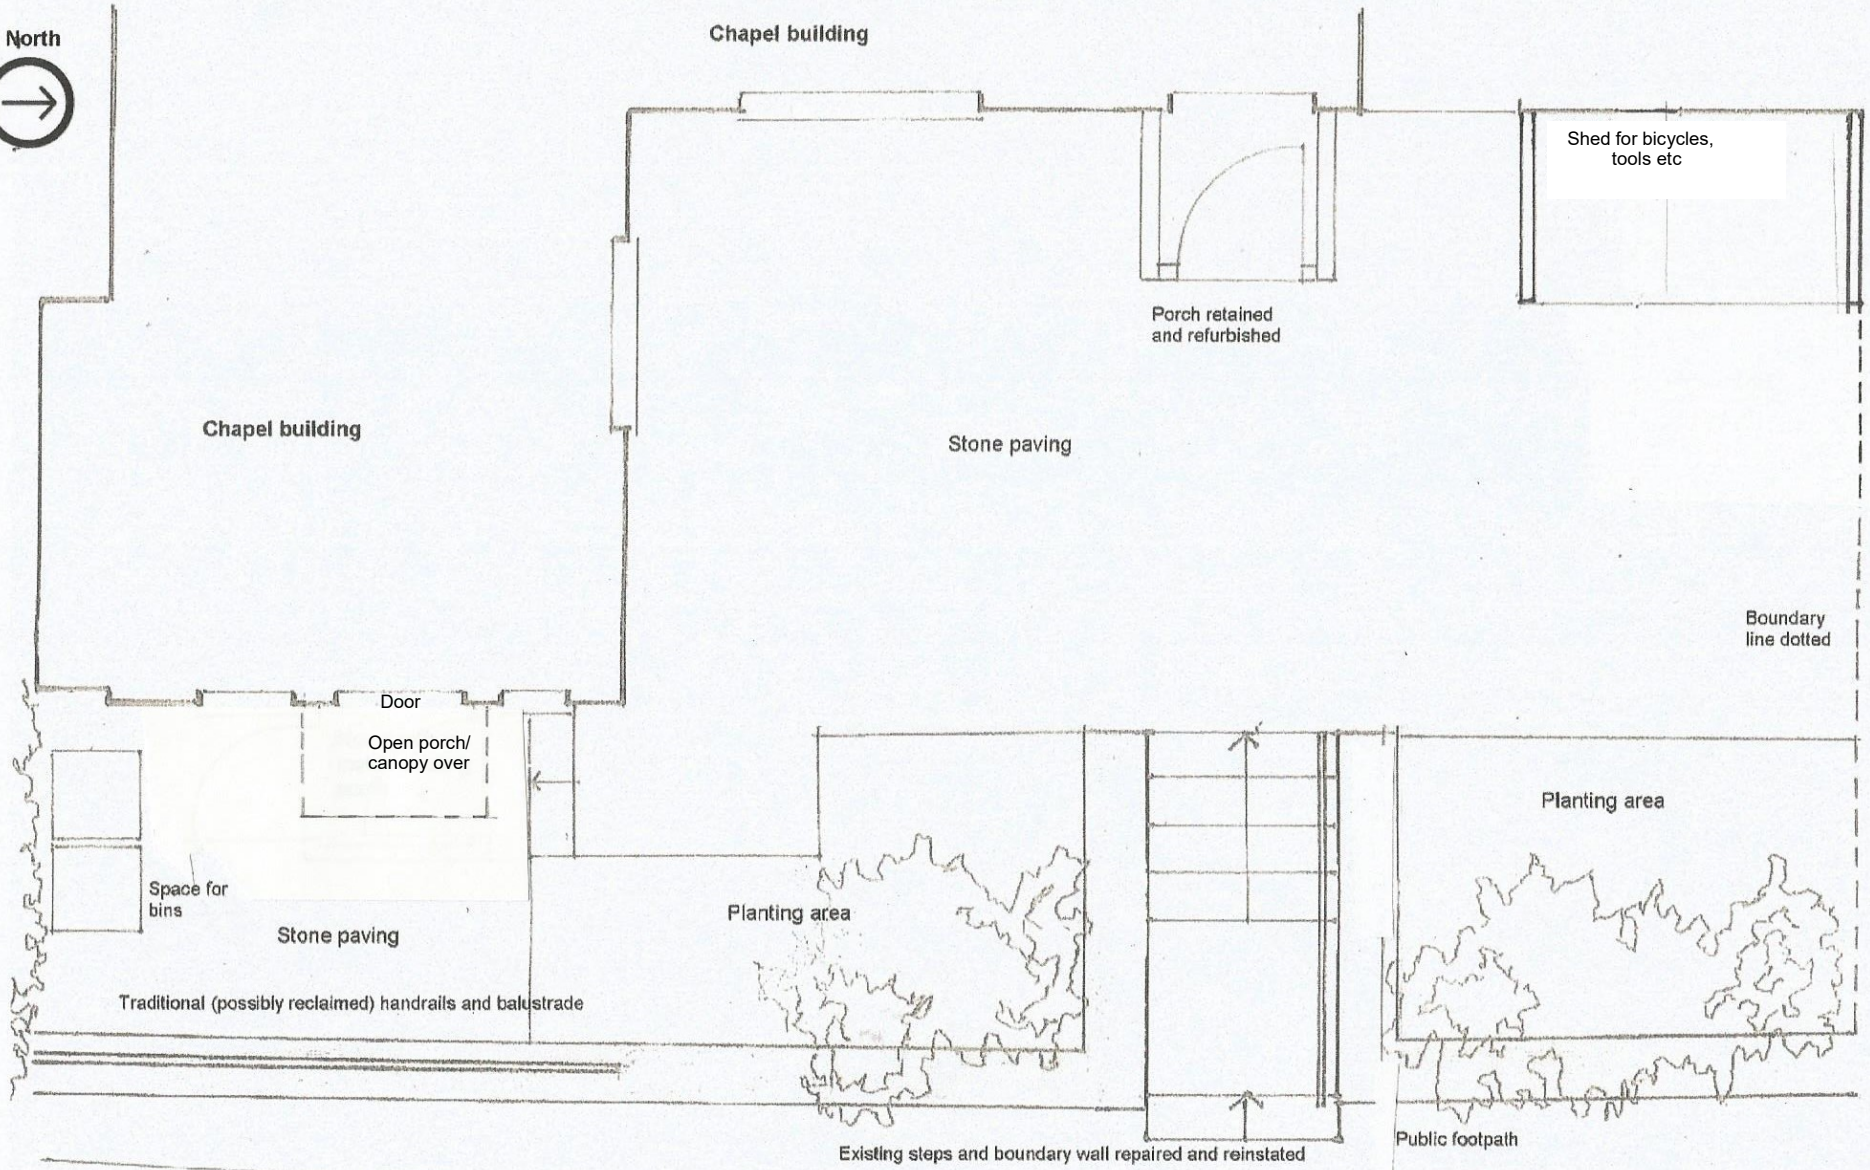 North
Chapel building
Shed for bicycles,
tools etc
Porch retained
and refurbished
Chapel building
Stone paving
Boundary
line dotted
Door
Open porch/
canopy over
Planting area
Space for
bins
Planting area
Stone paving
Traditional (possibly reclaimed) handrails and balustrade
Public footpath
Existing steps and boundary wall repaired and reinstated